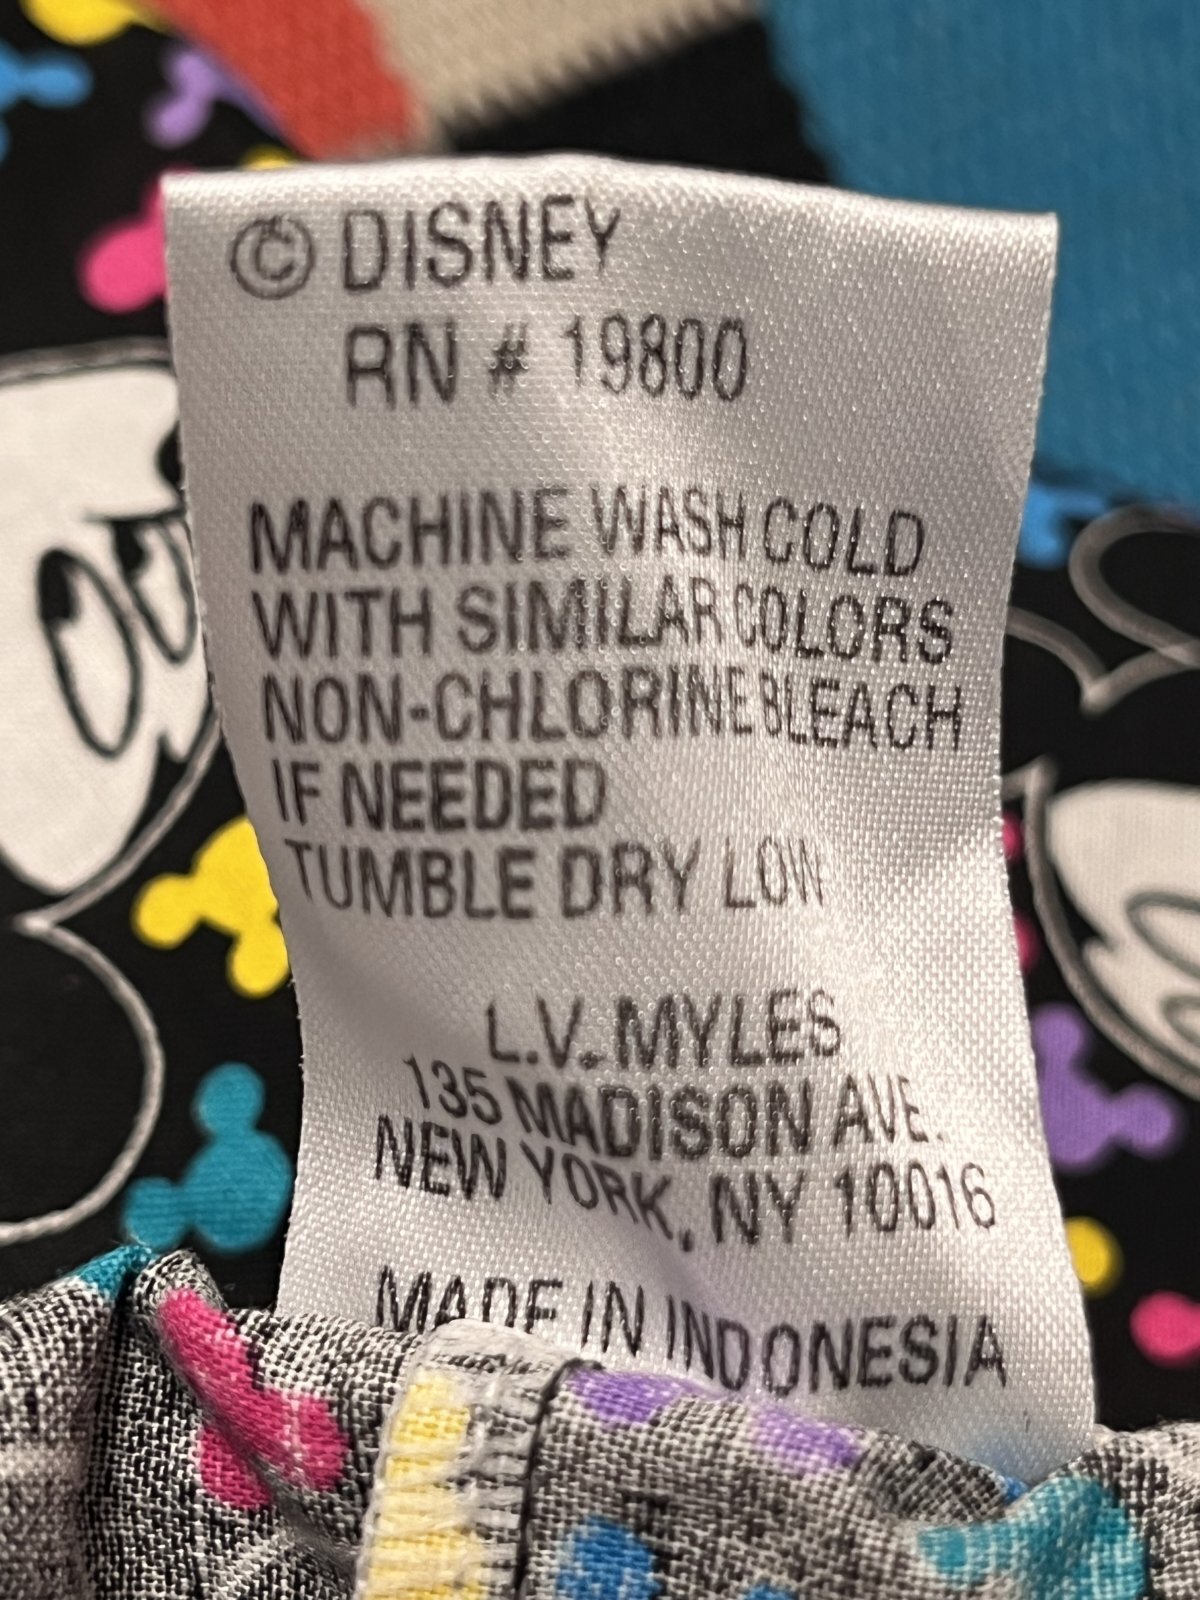 © DISNEY
RN # 19800
MACHINE WASH COLD
WITH SIMILAR COLORS
NON-CHLORINE BLEACH
IF NEEDED
TUMBLE DRY LOW
L.V. MYLES
135 MADISON AVE.
NEW YORK, NY 10016
MADE IN INDONESIA